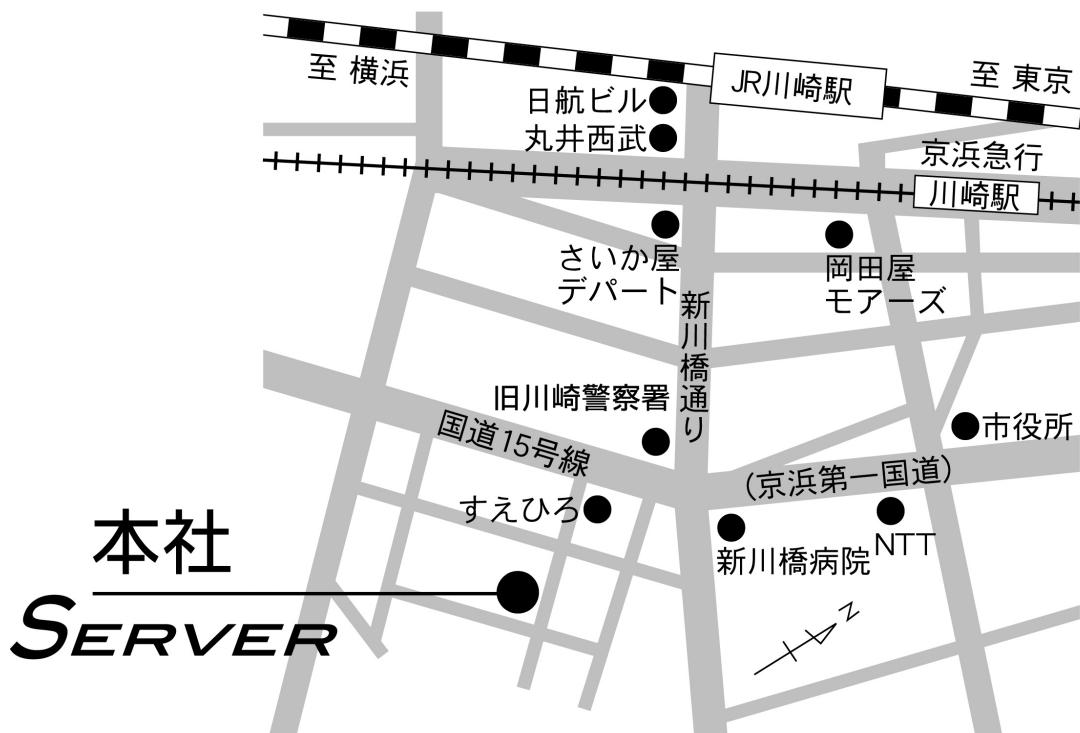 至 横浜
JR川崎駅
至 東京
日航ビル
丸井西武
京浜急行
川崎駅
さいか屋
デパート
岡田屋
モアーズ
新川橋通り
旧川崎警察署
国道15号線
市役所
(京浜第一国道)
すえひろ
新川橋病院
NTT
本社
SERVER
N